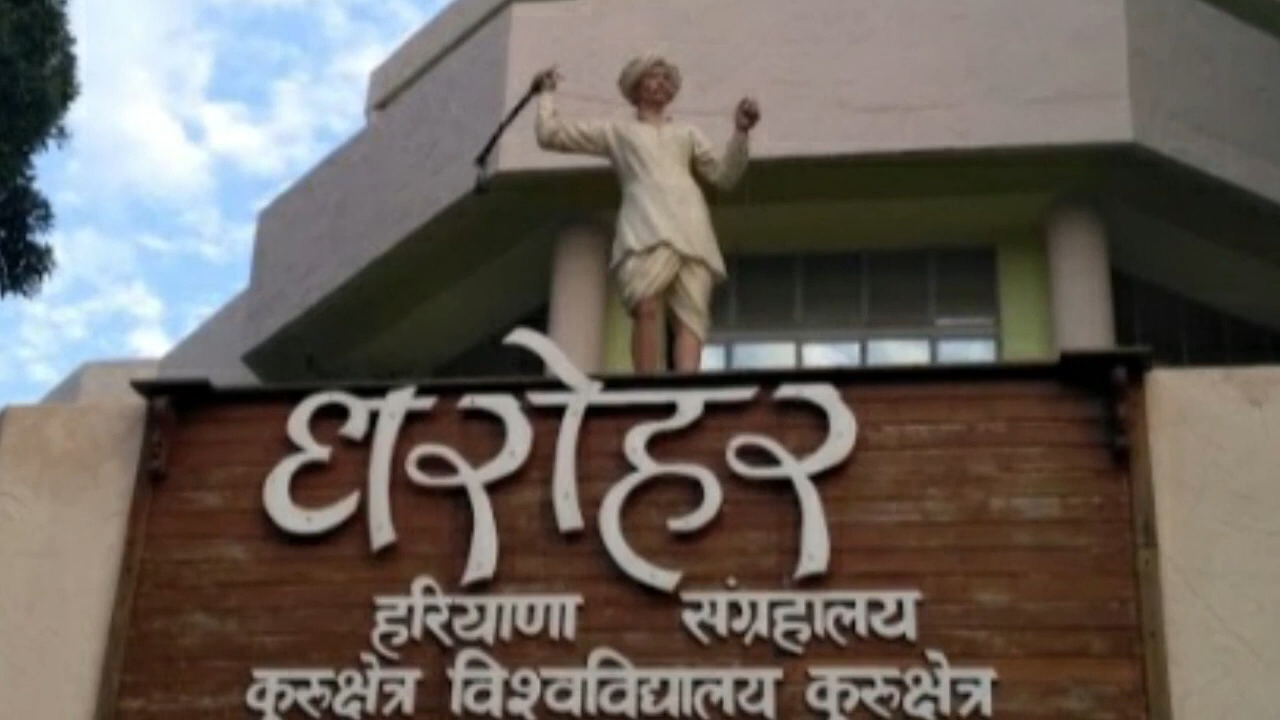 धरोहर
हरियाणा संग्रहालय
कुरुक्षेत्र विश्वविद्यालय कुरुक्षेत्र